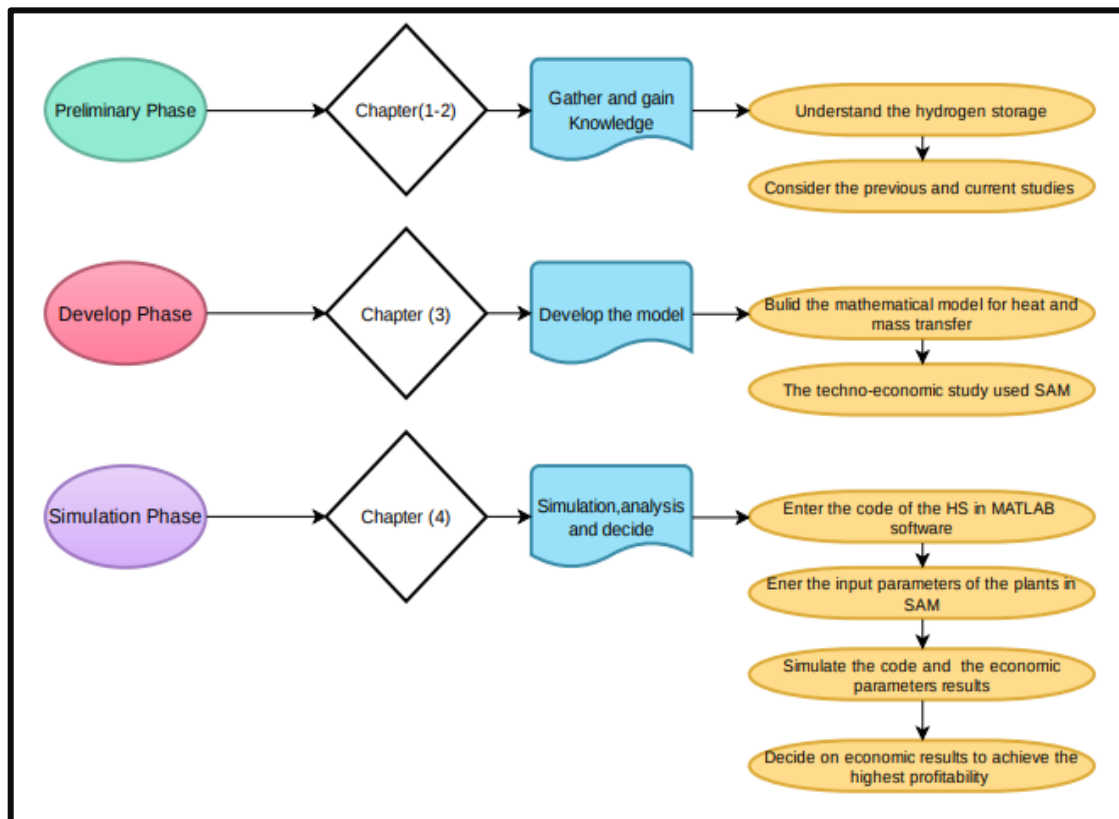 Preliminary Phase
Chapter(1-2)
Gather and gain
Knowledge
Understand the hydrogen storage
Consider the previous and current studies
Develop Phase
Chapter (3)
Develop the model
Bulid the mathematical model for heat and
mass transfer
The techno-economic study used SAM
Simulation Phase
Chapter (4)
Simulation,analysis
and decide
Enter the code of the HS in MATLAB
software
Ener the input parameters of the plants in
SAM
Simulate the code and the economic
parameters results
Decide on economic results to achieve the
highest profitability